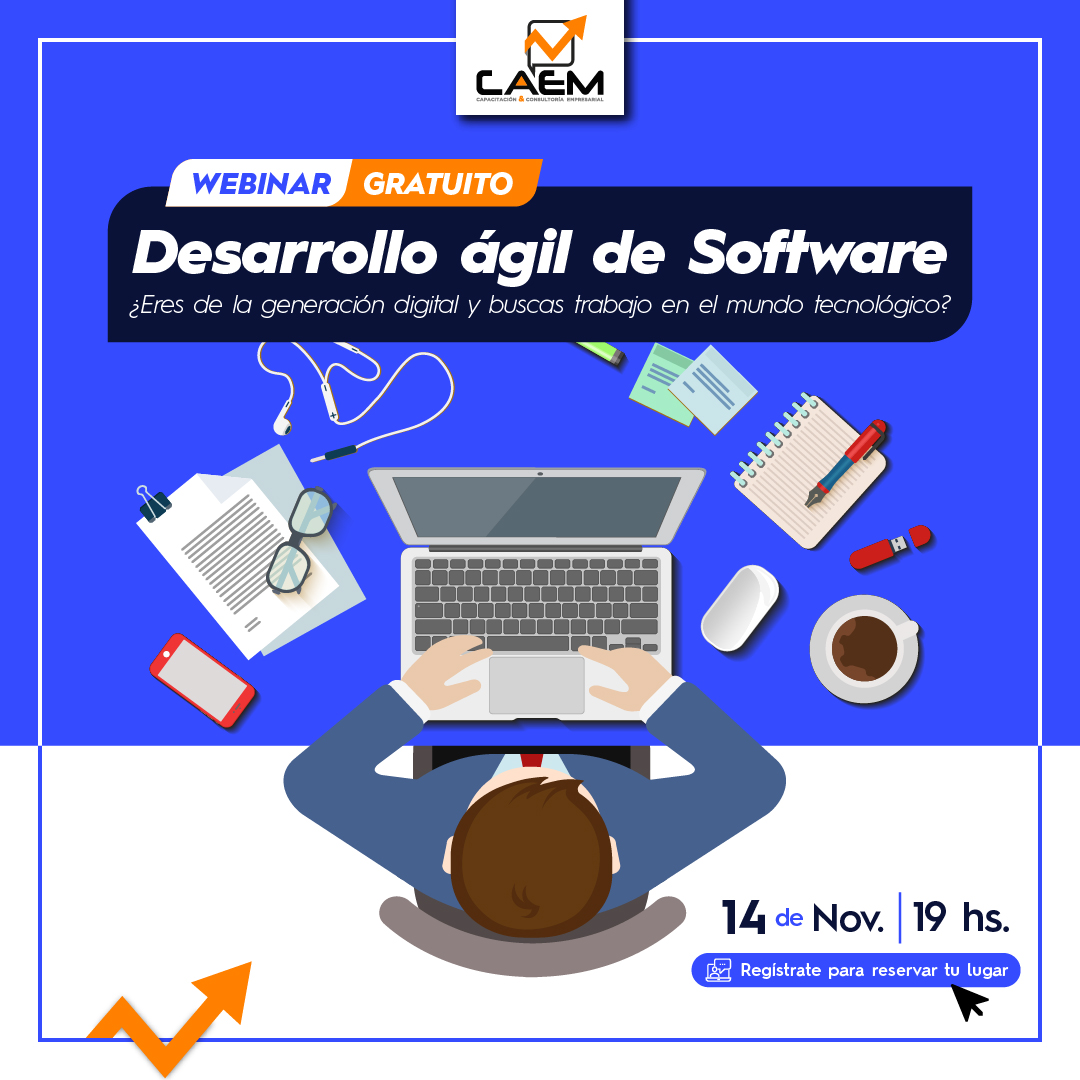 CAEM
CAPACITACIÓN & CONSULTORÍA EMPRESARIAL
WEBINAR GRATUITO
Desarrollo ágil de Software
¿Eres de la generación digital y buscas trabajo en el mundo tecnológico?
14 de Nov. | 19 hs.
Regístrate para reservar tu lugar